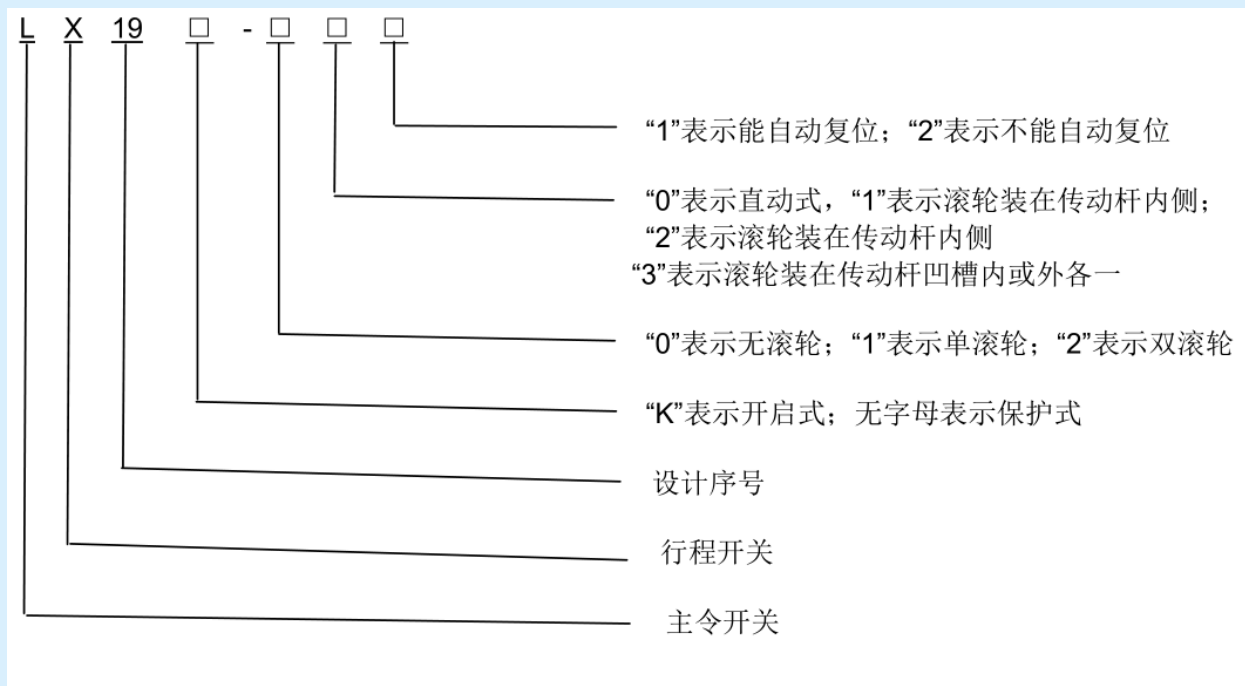 L X 19 □ - □ □ □
“1”表示能自动复位；“2”表示不能自动复位
“0”表示直动式，“1”表示滚轮装在传动杆内侧；
“2”表示滚轮装在传动杆内侧
“3”表示滚轮装在传动杆凹槽内或外各一
“0”表示无滚轮；“1”表示单滚轮；“2”表示双滚轮
“K”表示开启式；无字母表示保护式
设计序号
行程开关
主令开关